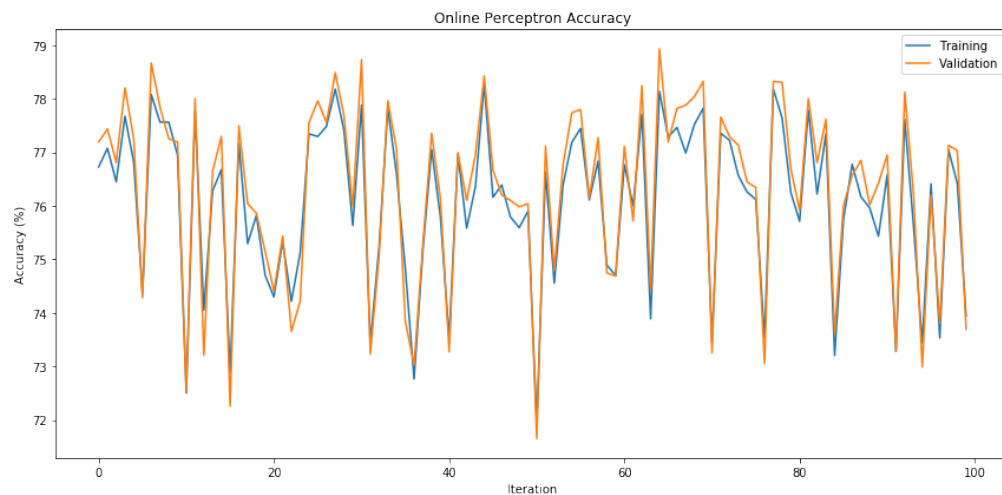 Online Perceptron Accuracy
Training
Validation
Accuracy (%)
79
78
77
76
75
74
73
72
0 20 40 60 80 100
Iteration